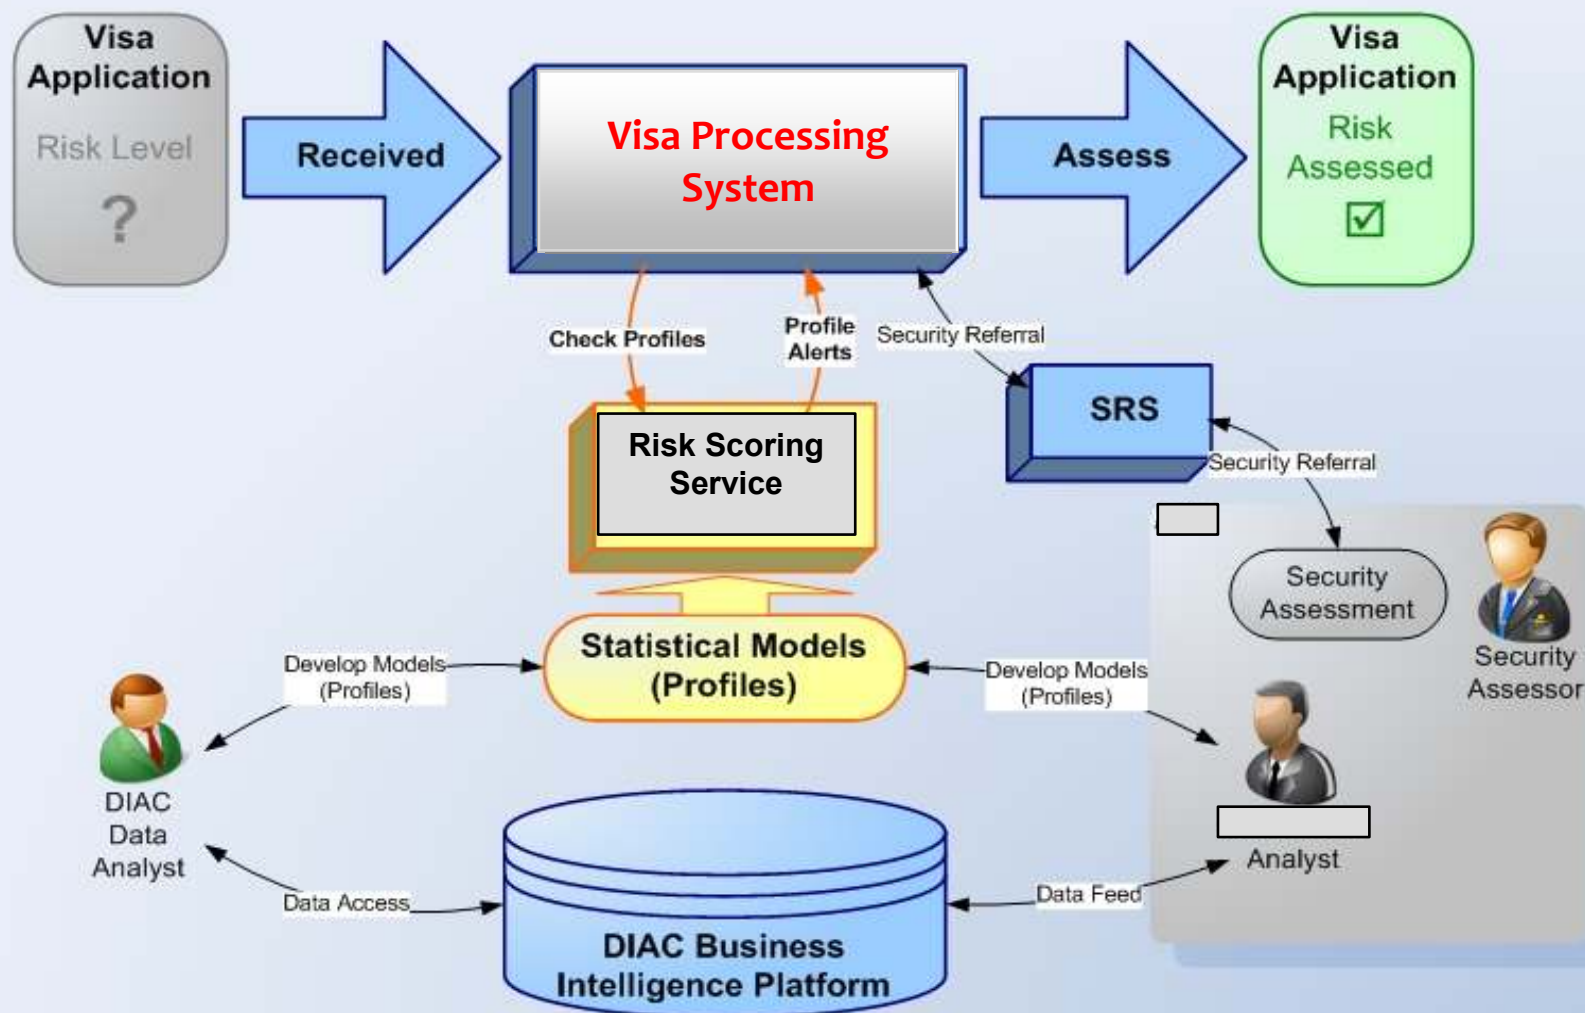 Visa
Application
Risk Level
?
Received
Visa Processing
System
Assess
Visa
Application
Risk
Assessed
Check Profiles
Profile
Alerts
Security Referral
SRS
Security Referral
Risk Scoring
Service
Security
Assessment
Security
Assessor
Statistical Models
(Profiles)
Develop Models
(Profiles)
Develop Models
(Profiles)
DIAC
Data
Analyst
Analyst
Data Access
Data Feed
DIAC Business
Intelligence Platform